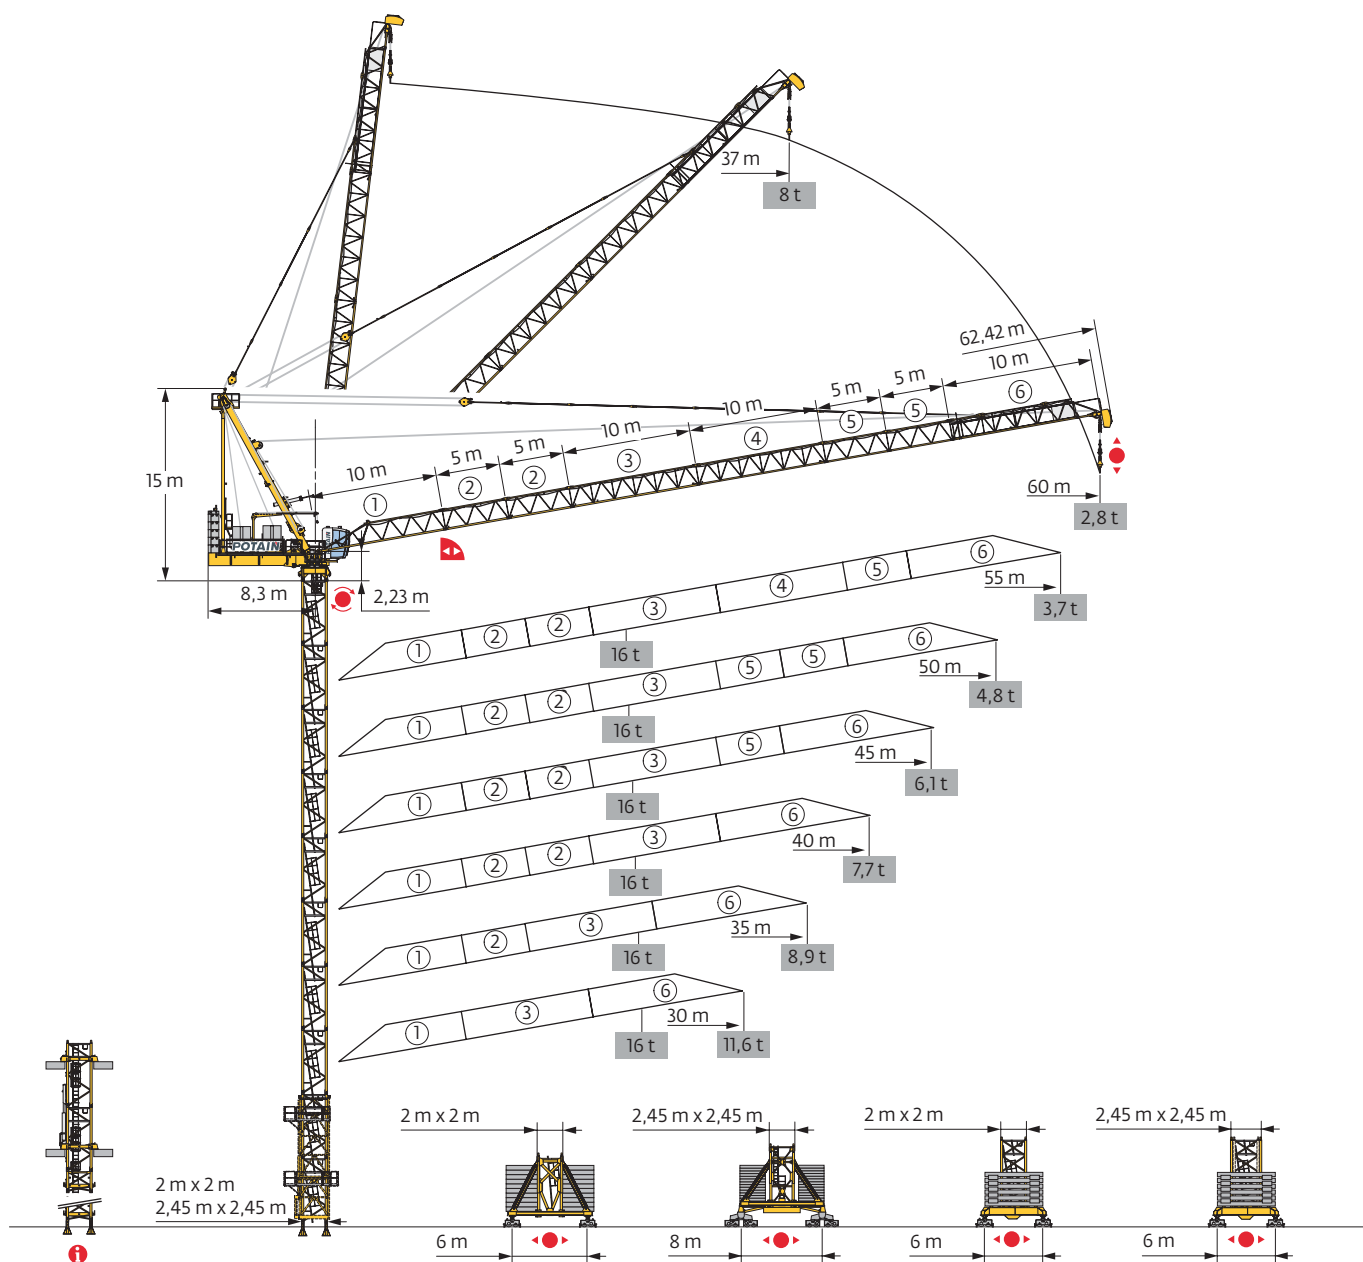 37 m
8 t
62,42 m
10 m
5 m
5 m
10 m
10 m
5 m
5 m
10 m
⑥
⑤
⑤
④
③
②
②
①
15 m
POTAIN
60 m
2,8 t
8,3 m
2,23 m
① ② ② ③ ④ ⑤ ⑥
55 m
16 t
3,7 t
① ② ② ③ ⑤ ⑤ ⑥
50 m
16 t
4,8 t
① ② ② ③ ⑤ ⑥
45 m
16 t
6,1 t
① ② ② ③ ⑥
40 m
16 t
7,7 t
① ② ③ ⑥
35 m
16 t
8,9 t
① ③ ⑥
30 m
16 t
11,6 t
2 m x 2 m
2,45 m x 2,45 m
2 m x 2 m
2,45 m x 2,45 m
2 m x 2 m
2,45 m x 2,45 m
i
6 m
8 m
6 m
6 m